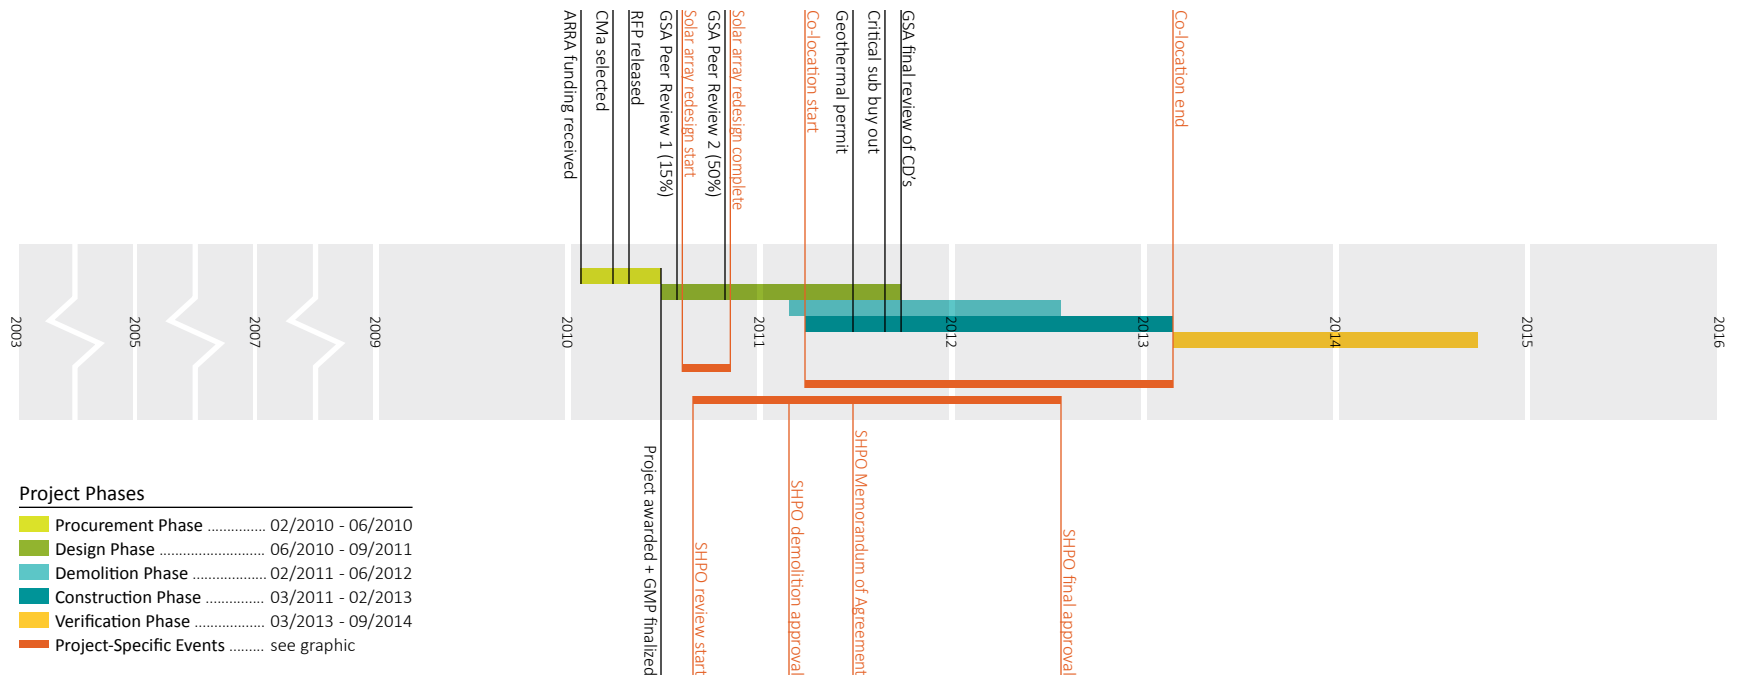 ARRA funding received
CMa selected
RFP released
GSA Peer Review 1 (15%)
Solar array redesign start
GSA Peer Review 2 (50%)
Solar array redesign complete
Co-location start
Geothermal permit
Critical sub buy out
GSA final review of CD's
Co-location end
2003
2005
2007
2009
2010
2011
2012
2013
2014
2015
2016
Project awarded + GMP finalized
SHPO review start
SHPO demolition approval
SHPO Memorandum of Agreement
SHPO final approval
Project Phases
Procurement Phase ............... 02/2010 - 06/2010
Design Phase ........................... 06/2010 - 09/2011
Demolition Phase ................... 02/2011 - 06/2012
Construction Phase ............... 03/2011 - 02/2013
Verification Phase .................. 03/2013 - 09/2014
Project-Specific Events ......... see graphic